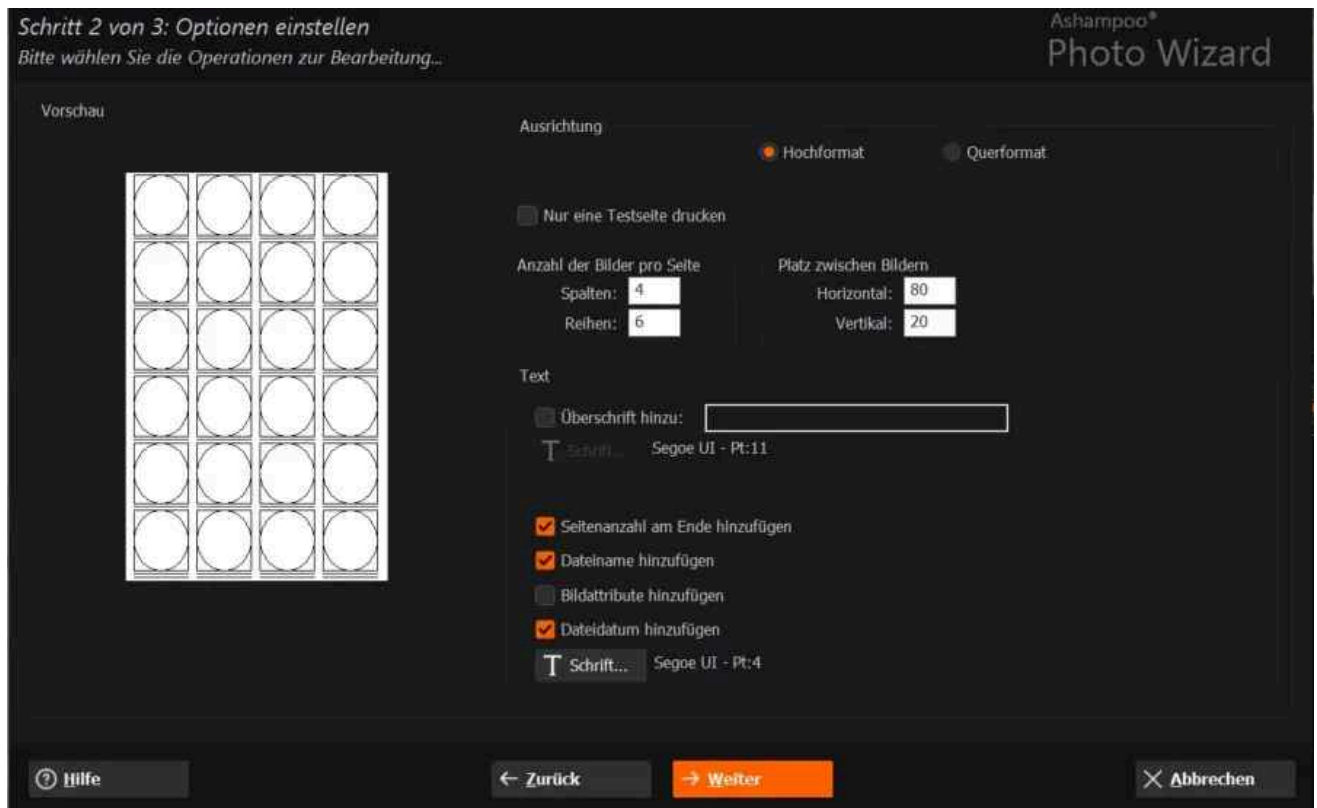 Schritt 2 von 3: Optionen einstellen
Bitte wählen Sie die Operationen zur Bearbeitung...
Ashampoo®
Photo Wizard
Vorschau
Ausrichtung
Hochformat
Querformat
Nur eine Testseite drucken
Anzahl der Bilder pro Seite
Platz zwischen Bildern
Spalten: 4
Horizontal: 80
Reihen: 6
Vertikal: 20
Text
Überschrift hinzu:
T Schrift... Segoe UI - Pt:11
Seitenanzahl am Ende hinzufügen
Dateiname hinzufügen
Bildattribute hinzufügen
Dateidatum hinzufügen
T Schrift... Segoe UI - Pt:4
? Hilfe
← Zurück
→ Weiter
× Abbrechen